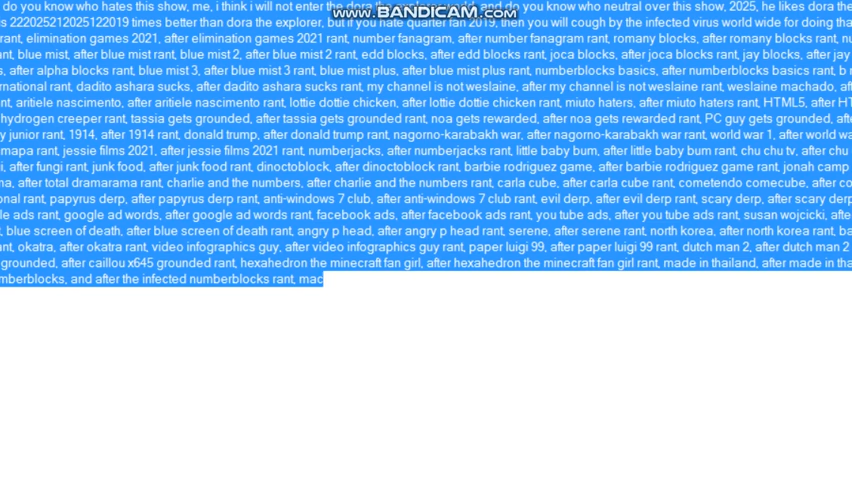 do you know who hates this show, me, i think i will not enter the dora the explorer world, and do you know who neutral over this show, 2025, he likes dora the
www.BANDICAM.com
s 22202521202512201​9 times better than dora the explorer, but if you hate quarter fan 2019, then you will cough by the infected virus world wide for doing tha
rant, elimination games 2021, after elimination games 2021 rant, number fanagram, after number fanagram rant, romany blocks, after romany blocks rant, nu
ant, blue mist, after blue mist rant, blue mist 2, after blue mist 2 rant, edd blocks, after edd blocks rant, joca blocks, after joca blocks rant, jay blocks, after jay
s, after alpha blocks rant, blue mist 3, after blue mist 3 rant, blue mist plus, after blue mist plus rant, numberblocks basics, after numberblocks basics rant, b r
rnational rant, dadito ashara sucks, after dadito ashara sucks rant, my channel is not weslaine, after my channel is not weslaine rant, weslaine machado, af
nt, aritiele nascimento, after aritiele nascimento rant, lottie dottie chicken, after lottie dottie chicken rant, miuto haters, after miuto haters rant, HTML5, after HT
hydrogen creeper rant, tassia gets grounded, after tassia gets grounded rant, noa gets rewarded, after noa gets rewarded rant, PC guy gets grounded, afte
y junior rant, 1914, after 1914 rant, donald trump, after donald trump rant, nagorno-karabakh war, after nagorno-karabakh war rant, world war 1, after world wa
mapa rant, jessie films 2021, after jessie films 2021 rant, numberjacks, after numberjacks rant, little baby bum, after little baby bum rant, chu chu tv, after chu
i, after fungi rant, junk food, after junk food rant, dinoctoblock, after dinoctoblock rant, barbie rodriguez game, after barbie rodriguez game rant, jonah camp
ma, after total dramarama rant, charlie and the numbers, after charlie and the numbers rant, carla cube, after carla cube rant, cometendo comecube, after co
onal rant, papyrus derp, after papyrus derp rant, anti-windows 7 club, after anti-windows 7 club rant, evil derp, after evil derp rant, scary derp, after scary derp
le ads rant, google ad words, after google ad words rant, facebook ads, after facebook ads rant, you tube ads, after you tube ads rant, susan wojcicki, after
, blue screen of death, after blue screen of death rant, angry p head, after angry p head rant, serene, after serene rant, north korea, after north korea rant, ba
ant, okatra, after okatra rant, video infographics guy, after video infographics guy rant, paper luigi 99, after paper luigi 99 rant, dutch man 2, after dutch man 2
grounded, after caillou x645 grounded rant, hexahedron the minecraft fan girl, after hexahedron the minecraft fan girl rant, made in thailand, after made in tha
mberblocks, and after the infected numberblocks rant, mac